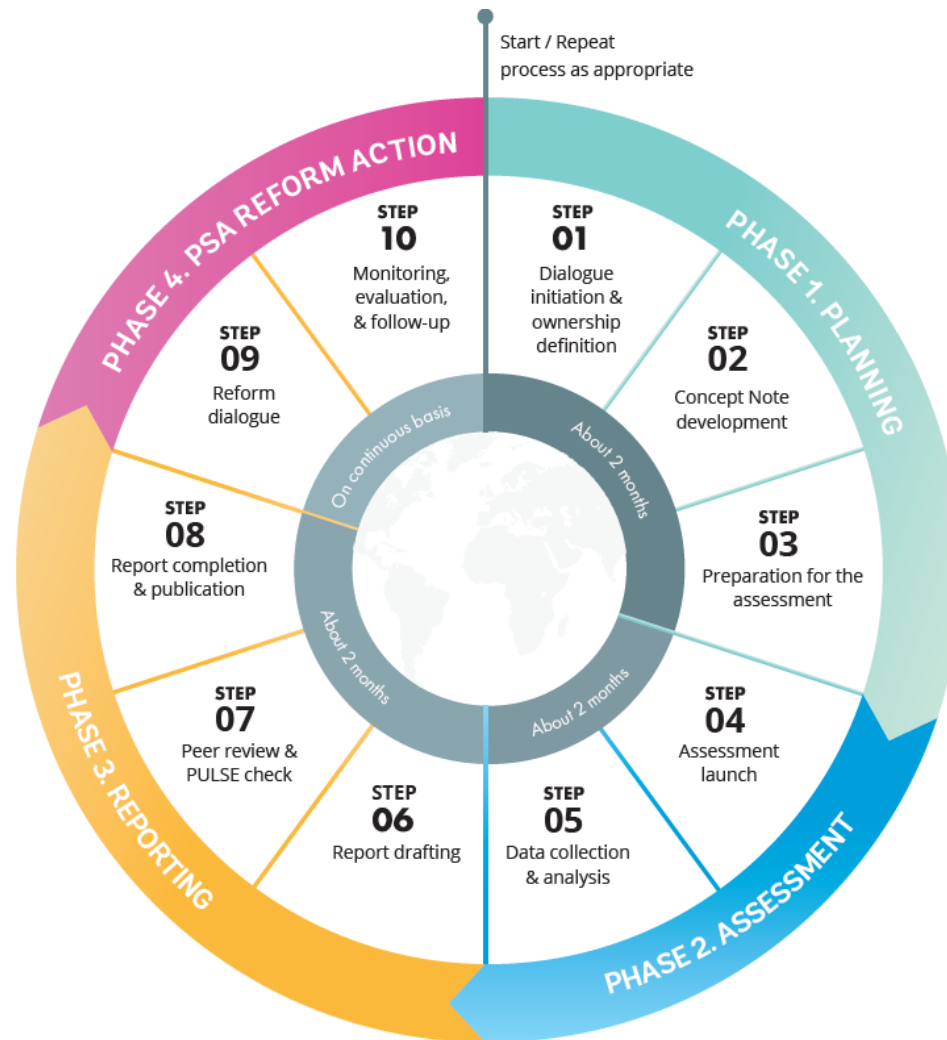 Start / Repeat
process as appropriate
PHASE 1. PLANNING
STEP
01
Dialogue
initiation &
ownership
definition
STEP
02
Concept Note
development
STEP
03
Preparation for the
assessment
About 2 months
PHASE 2. ASSESSMENT
STEP
04
Assessment
launch
STEP
05
Data collection
& analysis
About 2 months
PHASE 3. REPORTING
STEP
06
Report drafting
STEP
07
Peer review &
PULSE check
STEP
08
Report completion
& publication
About 2 months
PHASE 4. PSA REFORM ACTION
STEP
09
Reform
dialogue
STEP
10
Monitoring,
evaluation,
& follow-up
On continuous basis